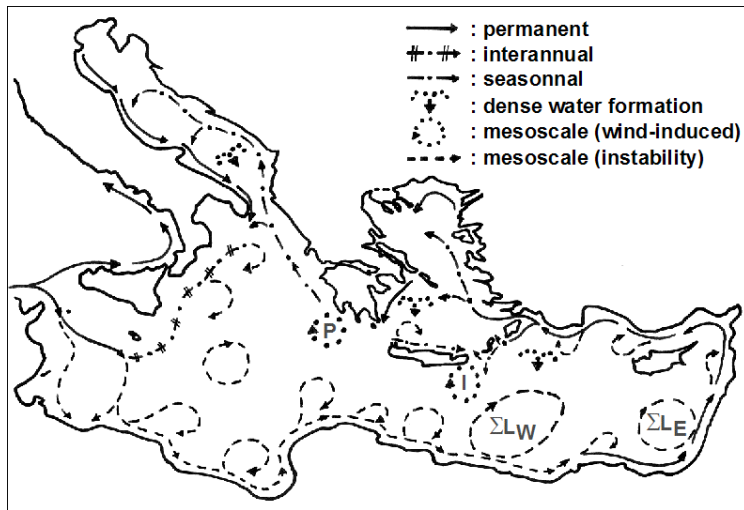 : permanent
: interannual
: seasonnal
: dense water formation
: mesoscale (wind-induced)
: mesoscale (instability)
P
I
ΣLW
ΣLE